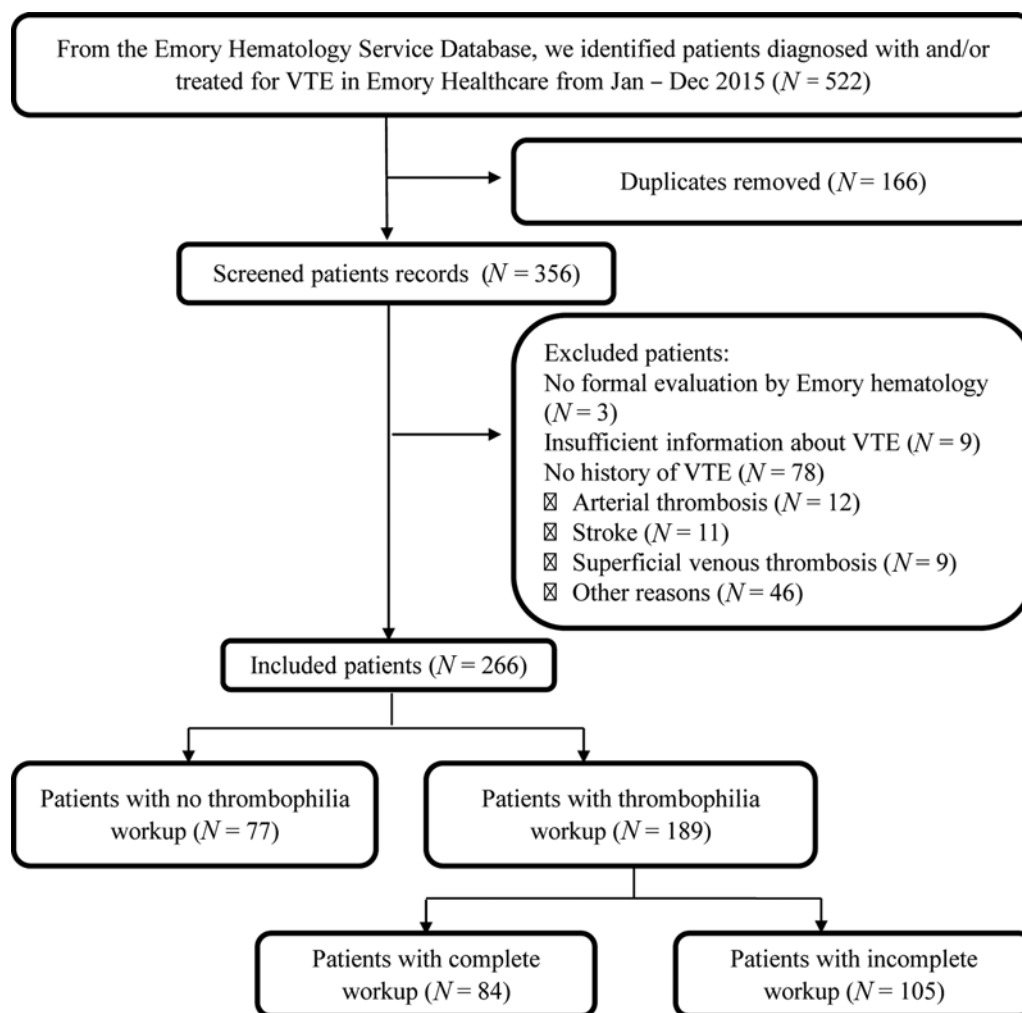 From the Emory Hematology Service Database, we identified patients diagnosed with and/or
treated for VTE in Emory Healthcare from Jan – Dec 2015 (N = 522)
Duplicates removed (N = 166)
Screened patients records (N = 356)
Excluded patients:
No formal evaluation by Emory hematology
(N = 3)
Insufficient information about VTE (N = 9)
No history of VTE (N = 78)
Arterial thrombosis (N = 12)
Stroke (N = 11)
Superficial venous thrombosis (N = 9)
Other reasons (N = 46)
Included patients (N = 266)
Patients with no thrombophilia
workup (N = 77)
Patients with thrombophilia
workup (N = 189)
Patients with complete
workup (N = 84)
Patients with incomplete
workup (N = 105)